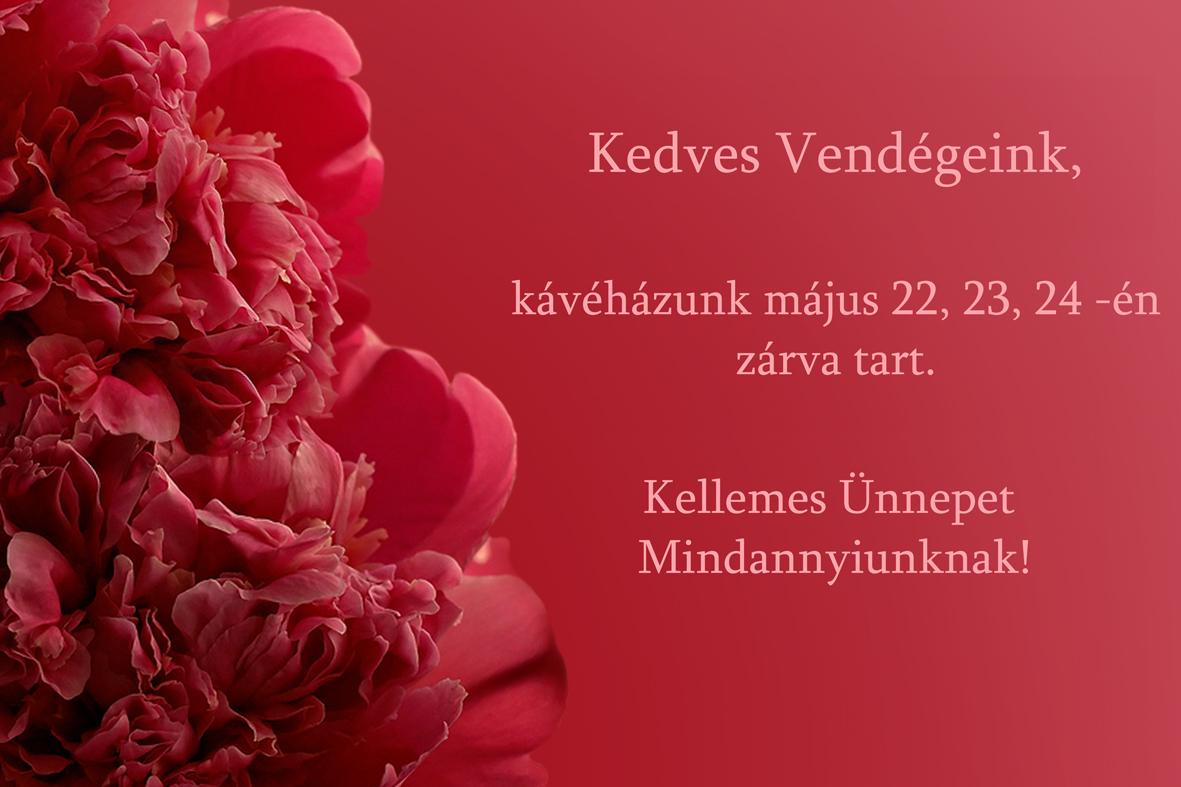 Kedves Vendégeink,
kávéházunk május 22, 23, 24 -én
zárva tart.
Kellemes Ünnepet
Mindannyiunknak!